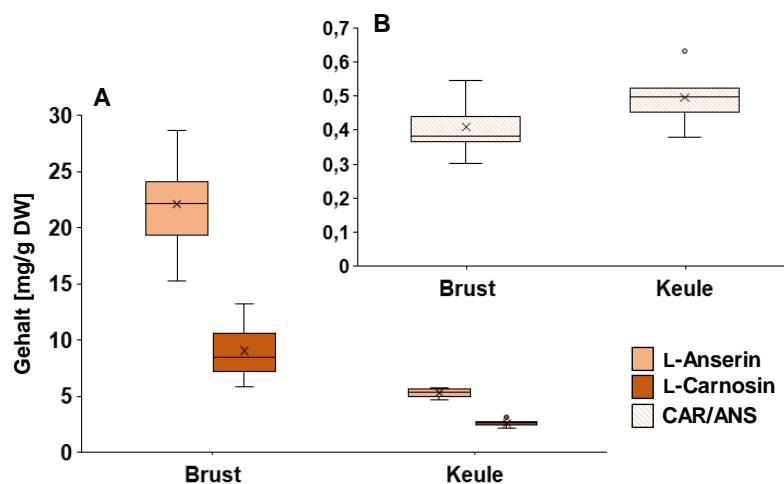 A
Gehalt [mg/g DW]
30
25
20
15
10
5
0
Brust
Keule
B
0,7
0,6
0,5
0,4
0,3
0,2
0,1
0
Brust
Keule
L-Anserin
L-Carnosin
CAR/ANS